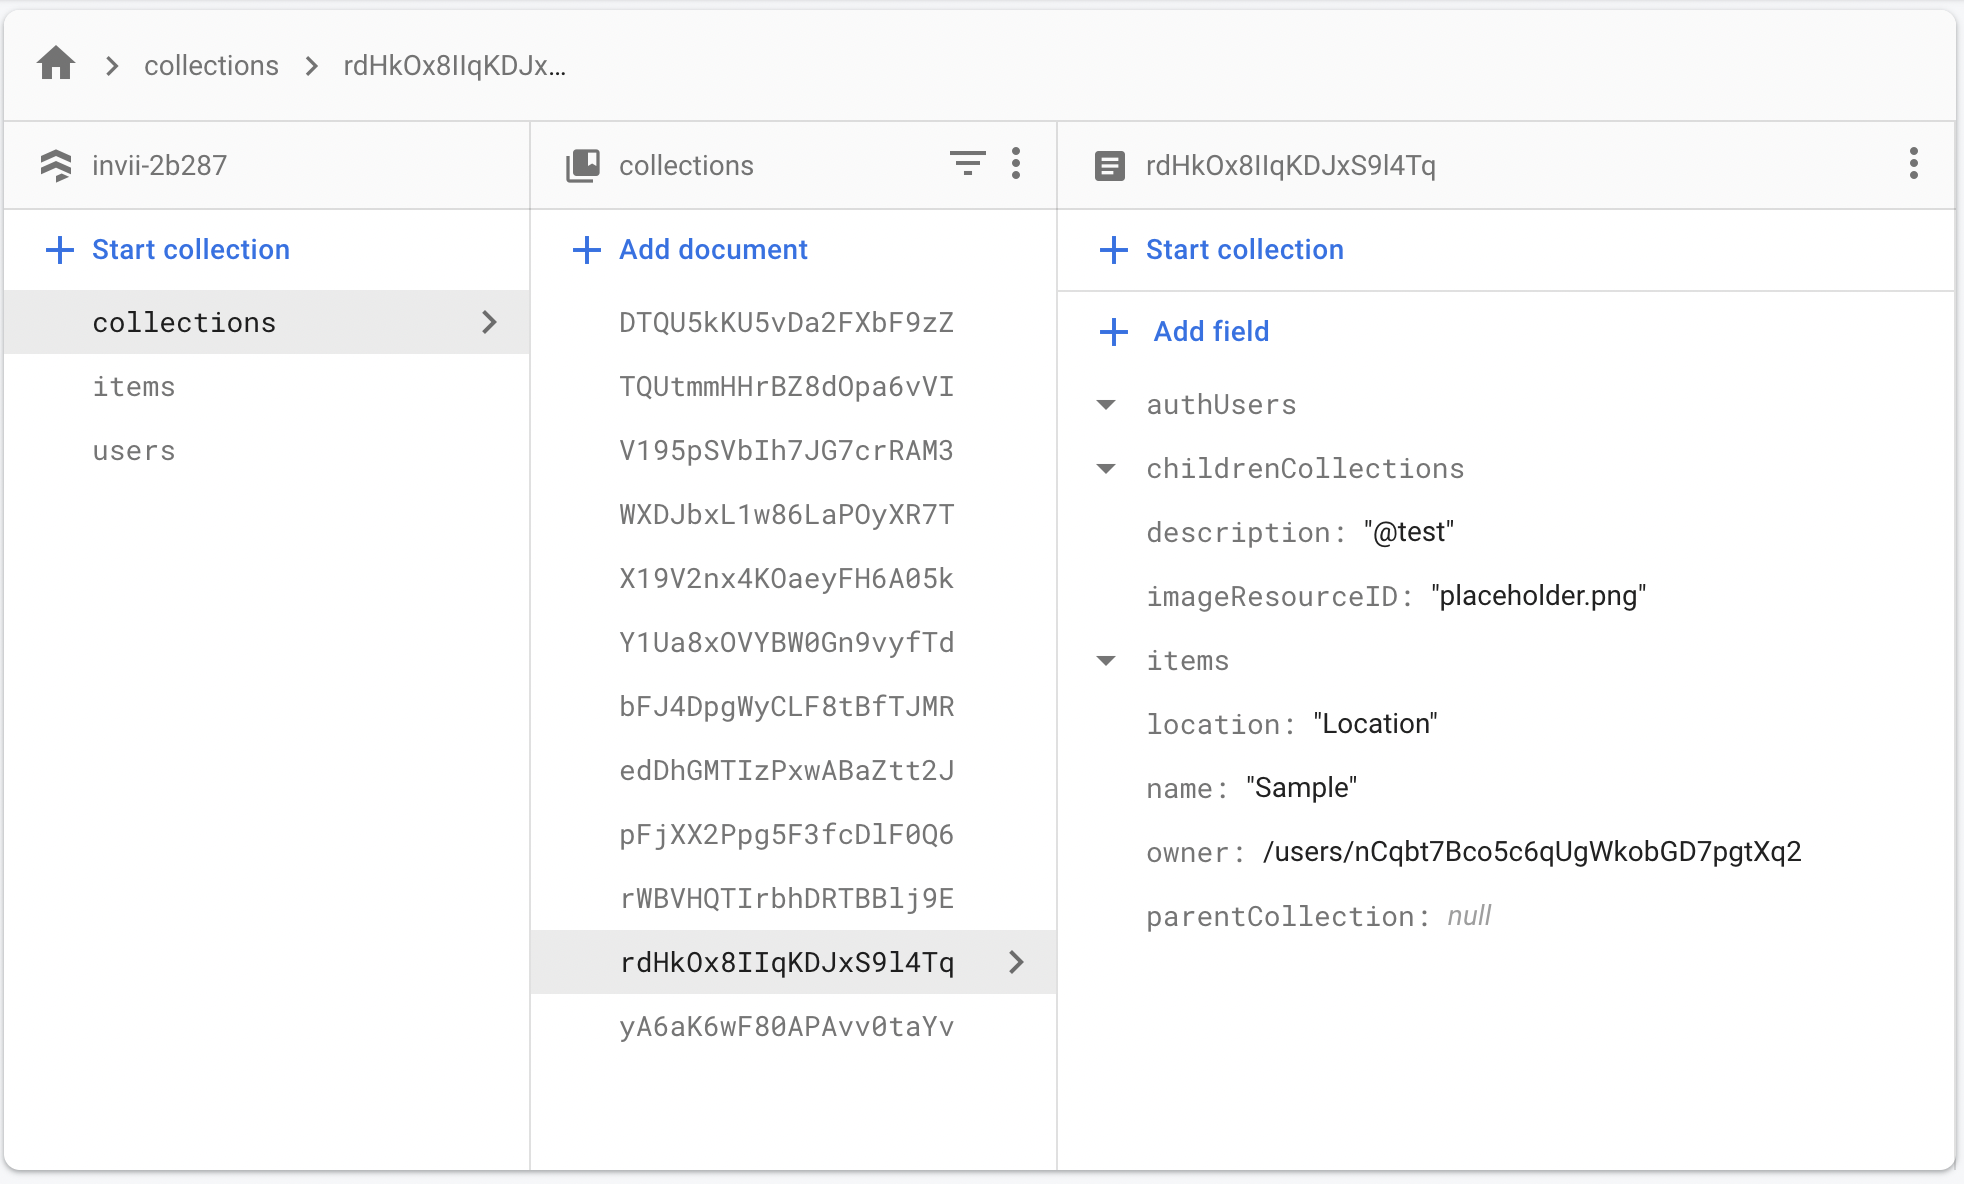 collections
rdHkOx8IIqKDJx...
invii-2b287
Start collection
collections
items
users
collections
Add document
DTQU5kKU5vDa2FXbF9zZ
TQUtmmHHrBZ8dOpa6vVI
V195pSVbIh7JG7crRAM3
WXDJbxL1w86LaPOyXR7T
X19V2nx4KOaeyFH6A05k
Y1Ua8xOVYBW0Gn9vyfTd
bFJ4DpgWyCLF8tBfTJMR
edDhGMTIzPxwABaZtt2J
pFjXX2Ppg5F3fcDlF0Q6
rWBVHQTIrbhDRTBBlj9E
rdHkOx8IIqKDJxS9l4Tq
yA6aK6wF80APAvv0taYv
rdHkOx8IIqKDJxS9l4Tq
Start collection
Add field
authUsers
childrenCollections
description: "@test"
imageResourceID: "placeholder.png"
items
location: "Location"
name: "Sample"
owner: /users/nCqbt7Bco5c6qUgWkobGD7pgtXq2
parentCollection: null